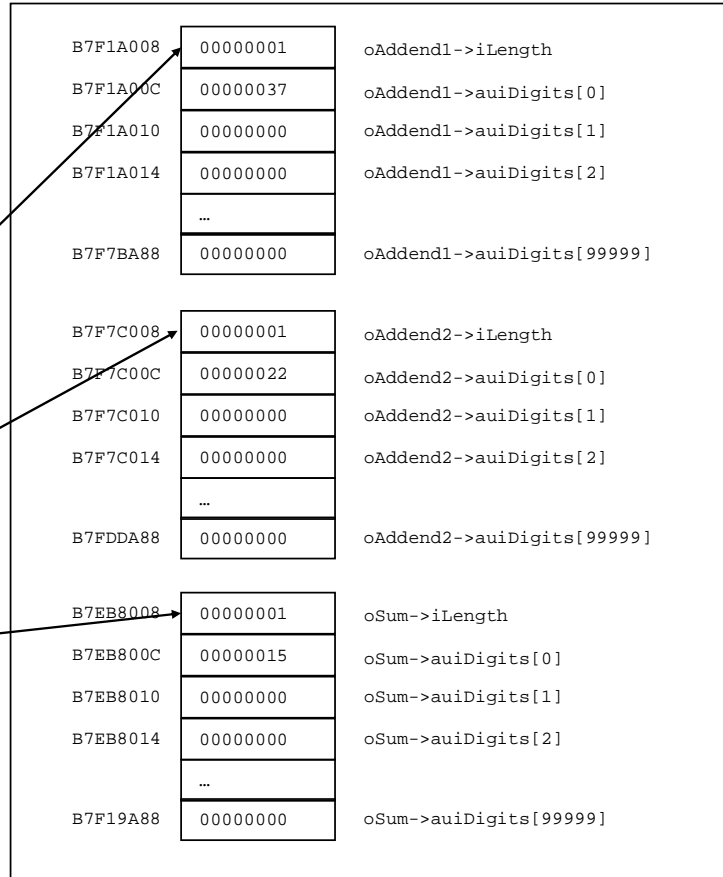 B7F1A008 00000001 oAddend1->iLength
B7F1A00C 00000037 oAddend1->auiDigits[0]
B7F1A010 00000000 oAddend1->auiDigits[1]
B7F1A014 00000000 oAddend1->auiDigits[2]
…
B7F7BA88 00000000 oAddend1->auiDigits[99999]
B7F7C008 00000001 oAddend2->iLength
B7F7C00C 00000022 oAddend2->auiDigits[0]
B7F7C010 00000000 oAddend2->auiDigits[1]
B7F7C014 00000000 oAddend2->auiDigits[2]
…
B7FDDA88 00000000 oAddend2->auiDigits[99999]
B7EB8008 00000001 oSum->iLength
B7EB800C 00000015 oSum->auiDigits[0]
B7EB8010 00000000 oSum->auiDigits[1]
B7EB8014 00000000 oSum->auiDigits[2]
…
B7F19A88 00000000 oSum->auiDigits[99999]